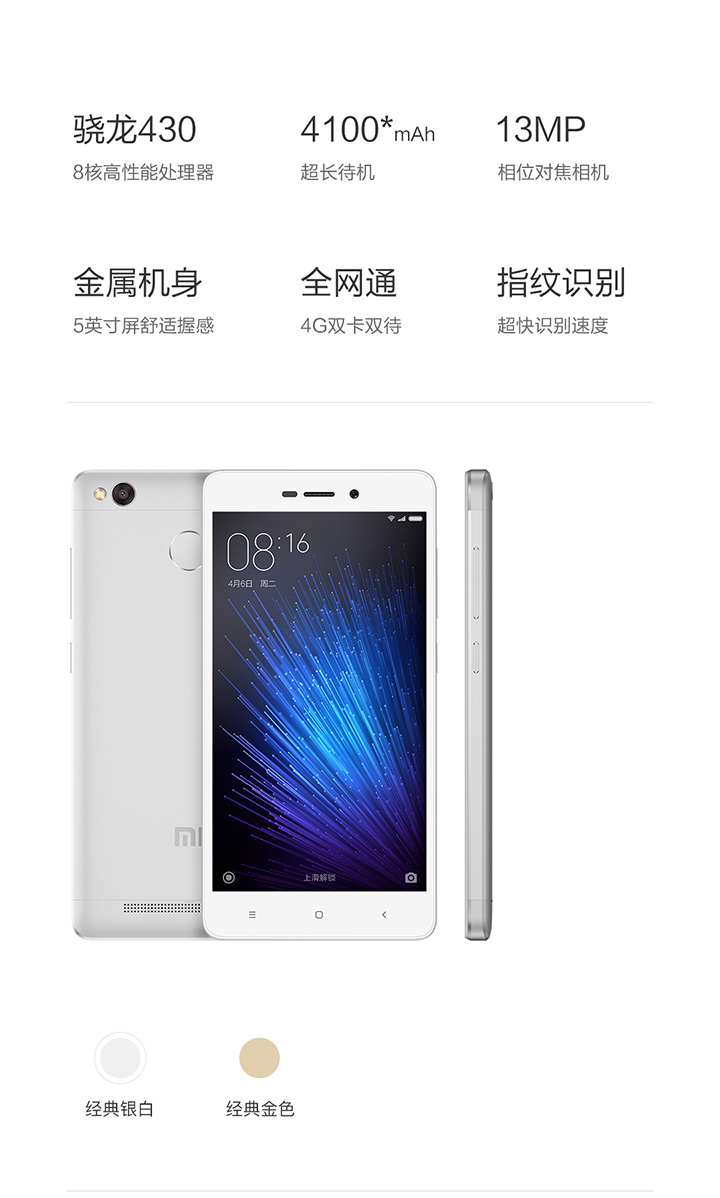 骁龙430
8核高性能处理器
4100*mAh
超长待机
13MP
相位对焦相机
金属机身
5英寸屏舒适握感
全网通
4G双卡双待
指纹识别
超快识别速度
08:16
4月6日 周二
上滑解锁
MI
经典银白
经典金色